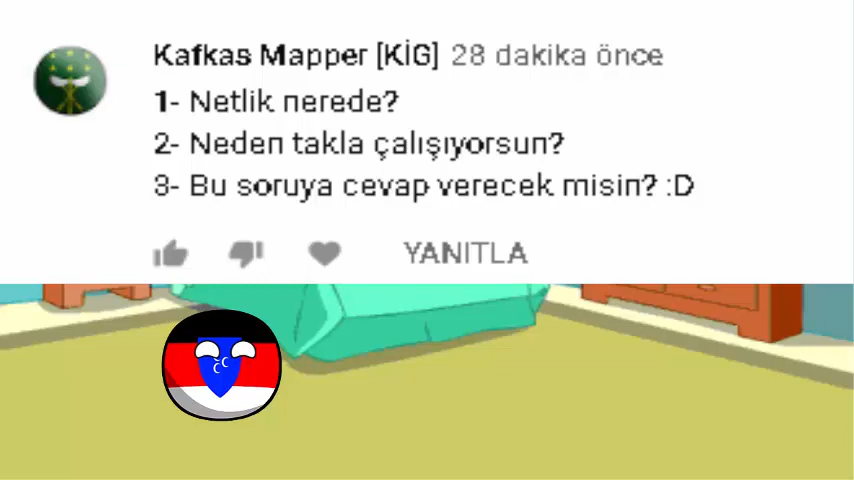 Kafkas Mapper [KİG] 28 dakika önce
1- Netlik nerede?
2- Neden takla çalışıyorsun?
3- Bu soruya cevap verecek misin? :D
YANITLA